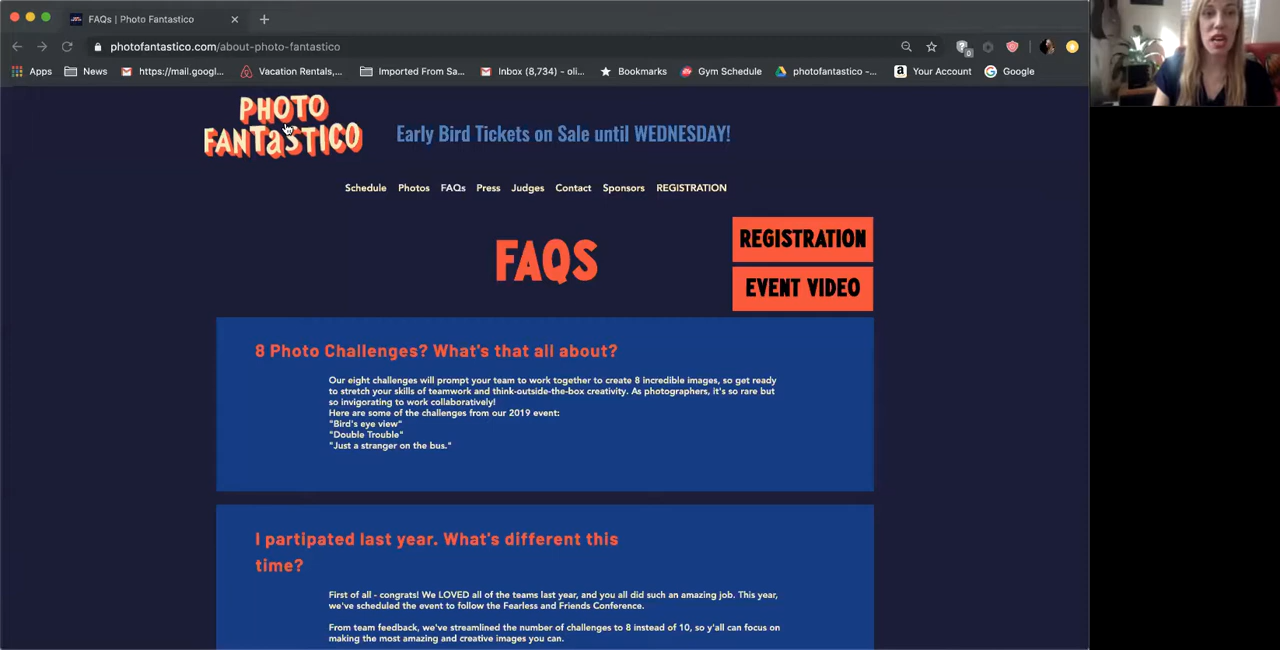 FAQs | Photo Fantastico
photofantastico.com/about-photo-fantastico
0
Apps
News
https://mail.googl...
Vacation Rentals,...
Imported From Sa...
Inbox (8,734) – oli...
Bookmarks
Gym Schedule
photofantastico –...
Your Account
Google
PHOTO
FANTaSTICO
Early Bird Tickets on Sale until WEDNESDAY!
Schedule Photos FAQs Press Judges Contact Sponsors REGISTRATION
FAQS
REGISTRATION
EVENT VIDEO
8 Photo Challenges? What's that all about?
Our eight challenges will prompt your team to work together to create 8 incredible images, so get ready
to stretch your skills of teamwork and think-outside-the-box creativity. As photographers, it's so rare but
so invigorating to work collaboratively!
Here are some of the challenges from our 2019 event:
"Bird's eye view"
"Double Trouble"
"Just a stranger on the bus."
I partipated last year. What's different this
time?
First of all - congrats! We LOVED all of the teams last year, and you all did such an amazing job. This year,
we've scheduled the event to follow the Fearless and Friends Conference.
From team feedback, we've streamlined the number of challenges to 8 instead of 10, so y'all can focus on
making the most amazing and creative images you can.